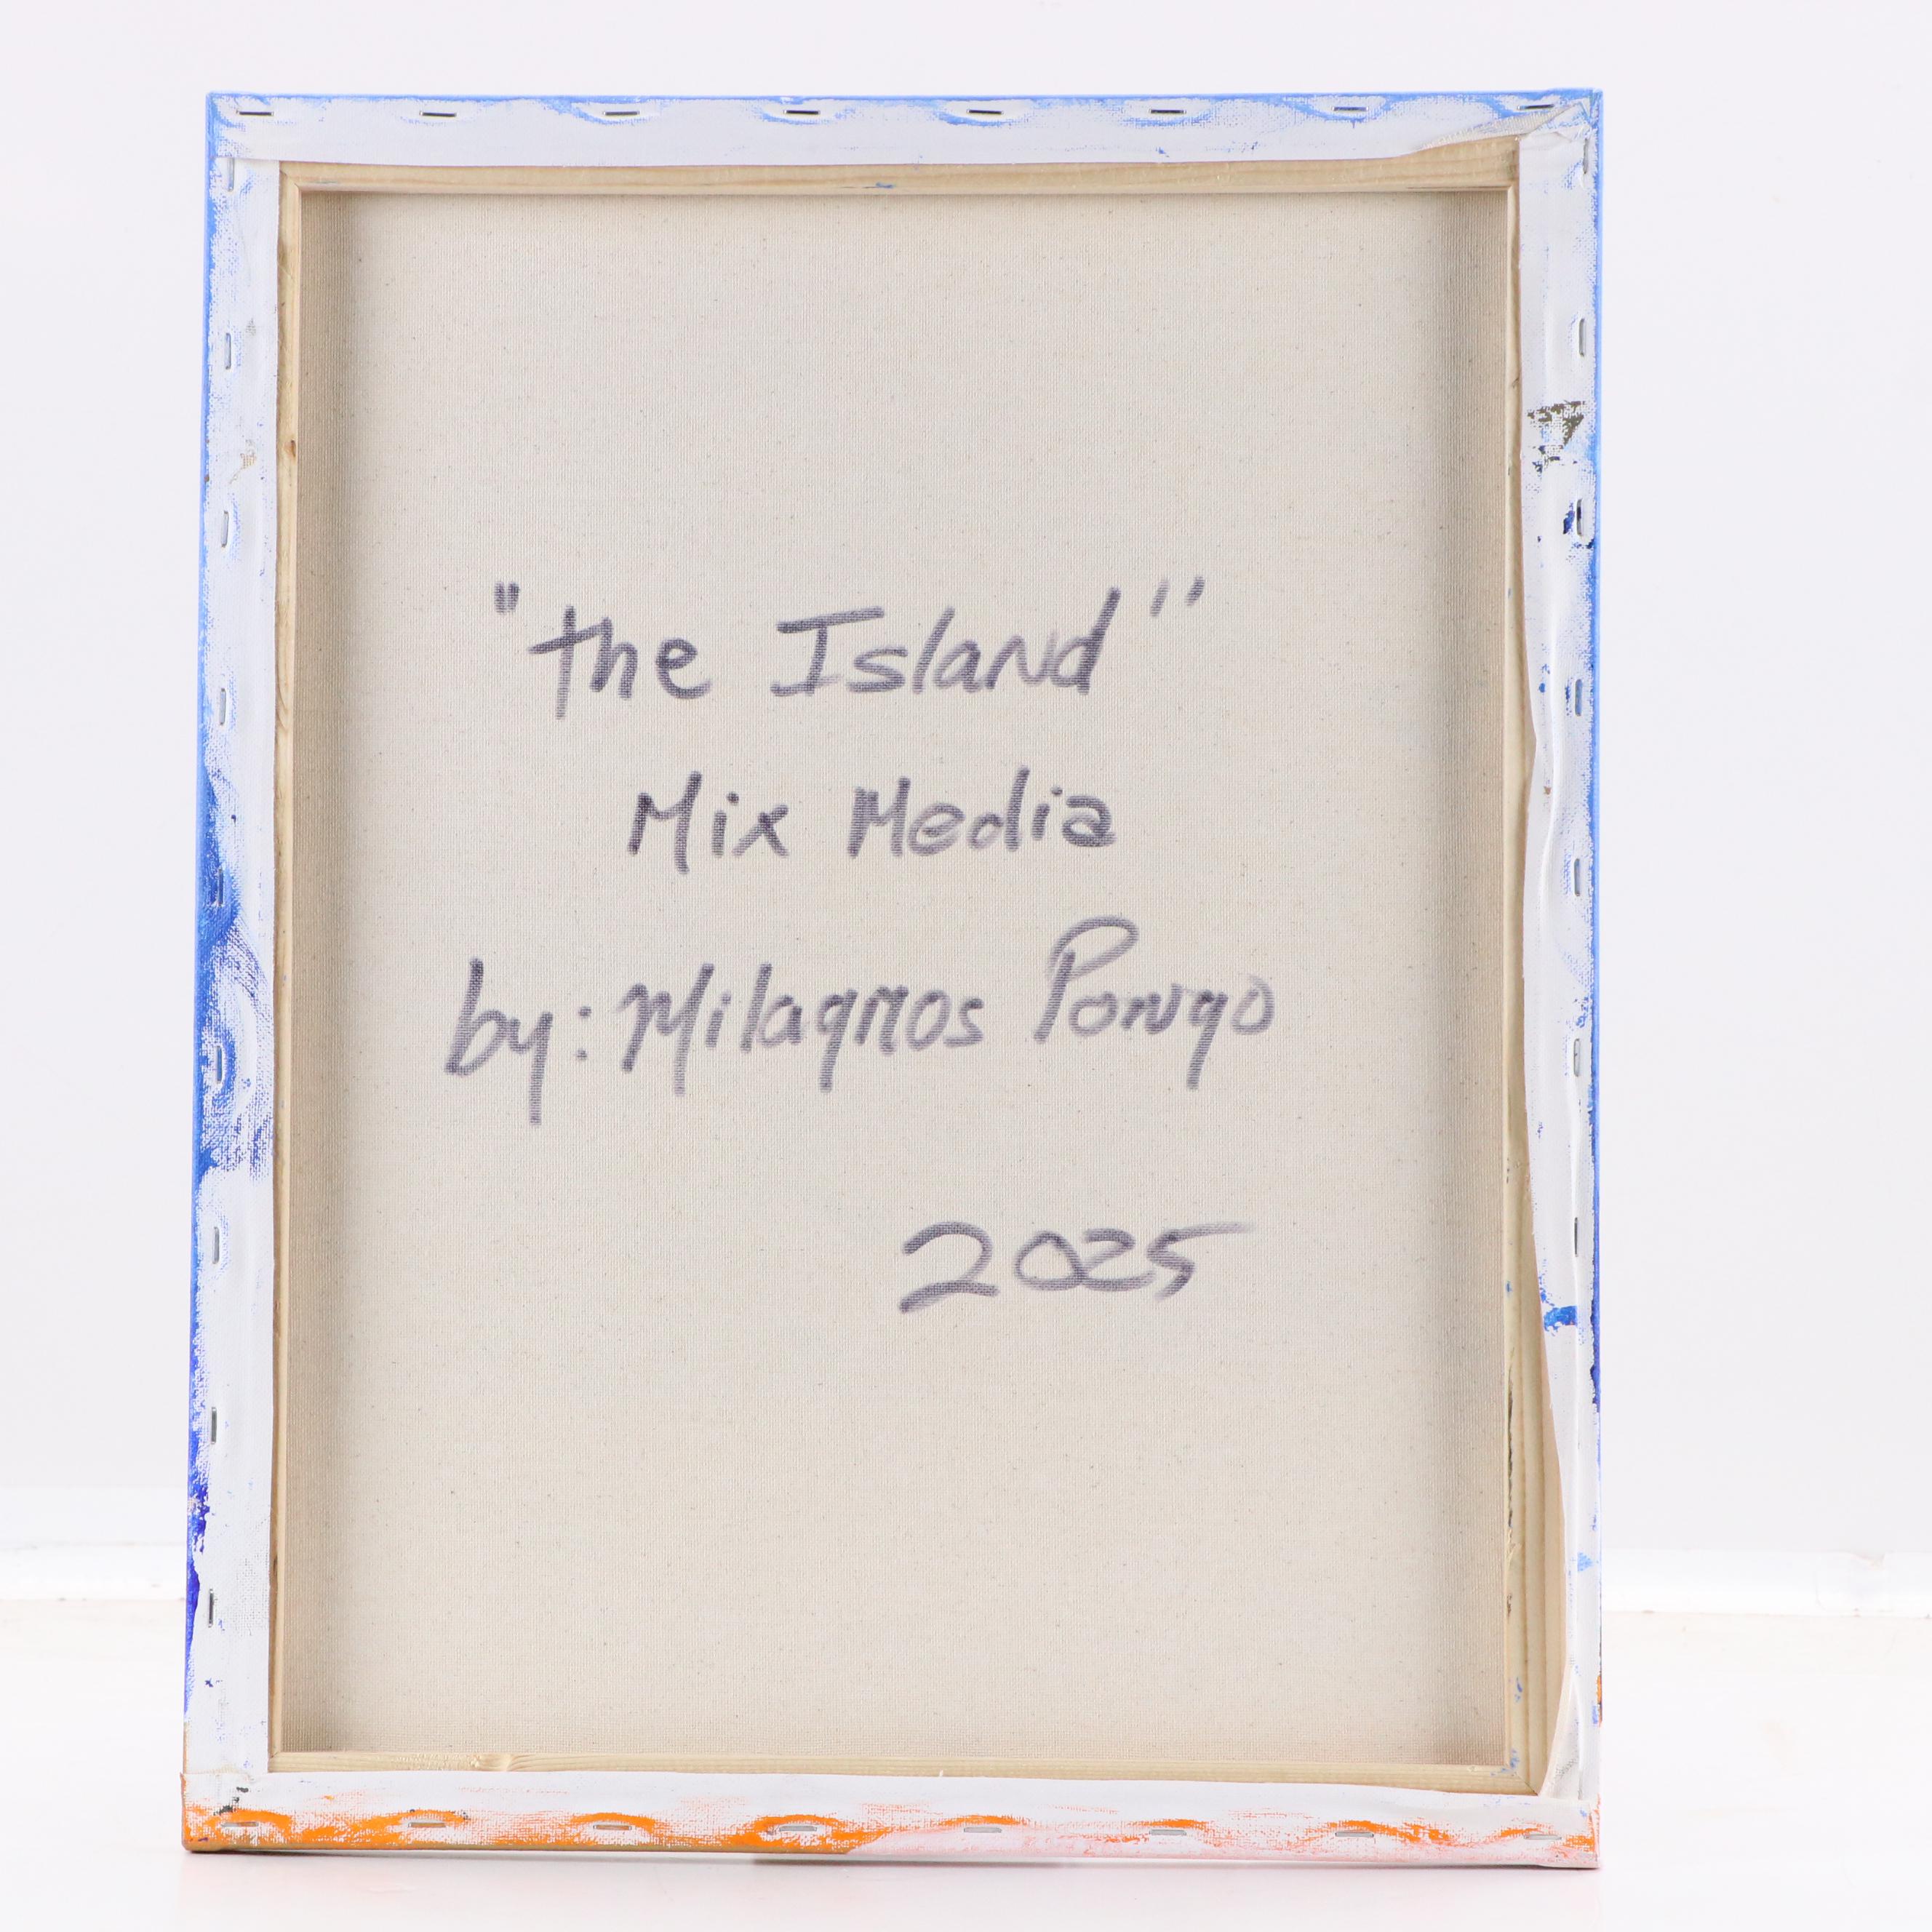 "the Island"
Mix Media
by: Milagros Pongo
2025